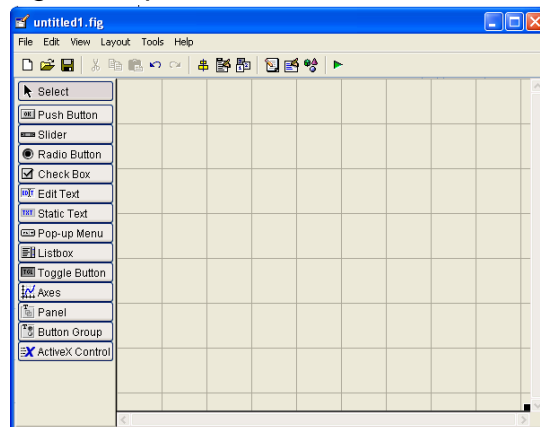 untitled1.fig
File Edit View Layout Tools Help
Select
Push Button
Slider
Radio Button
Check Box
Edit Text
Static Text
Pop-up Menu
Listbox
Toggle Button
Axes
Panel
Button Group
ActiveX Control